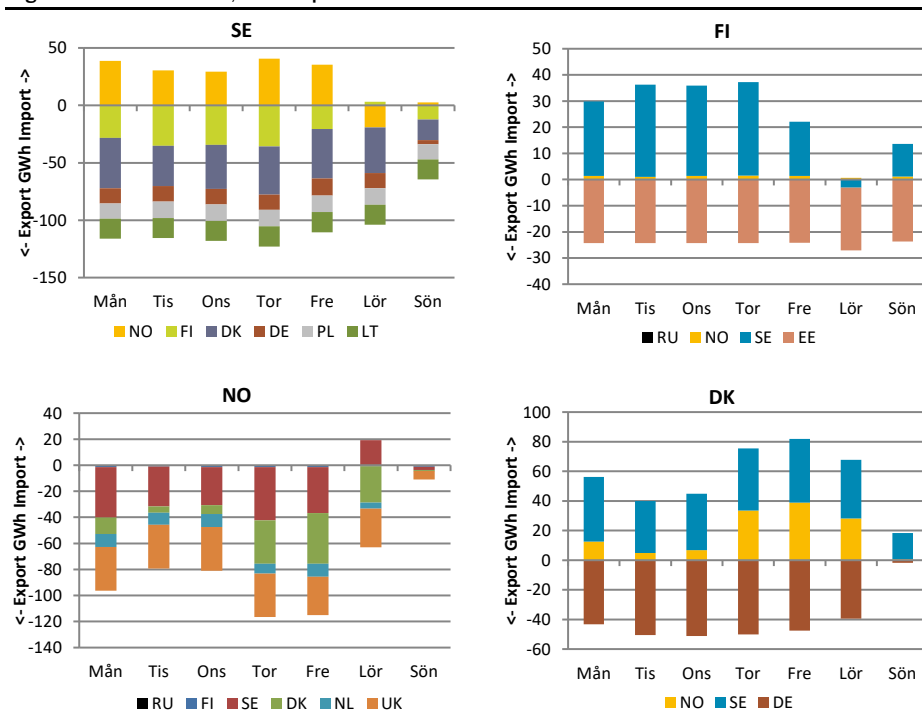 SE
<- Export GWh Import ->
50
0
-50
-100
-150
Mån Tis Ons Tor Fre Lör Sön
NO FI DK DE PL LT
FI
<- Export GWh Import ->
50
40
30
20
10
0
-10
-20
-30
-40
Mån Tis Ons Tor Fre Lör Sön
RU NO SE EE
NO
<- Export GWh Import ->
40
20
0
-20
-40
-60
-80
-100
-120
-140
Mån Tis Ons Tor Fre Lör Sön
RU FI SE DK NL UK
DK
<- Export GWh Import ->
100
80
60
40
20
0
-20
-40
-60
Mån Tis Ons Tor Fre Lör Sön
NO SE DE